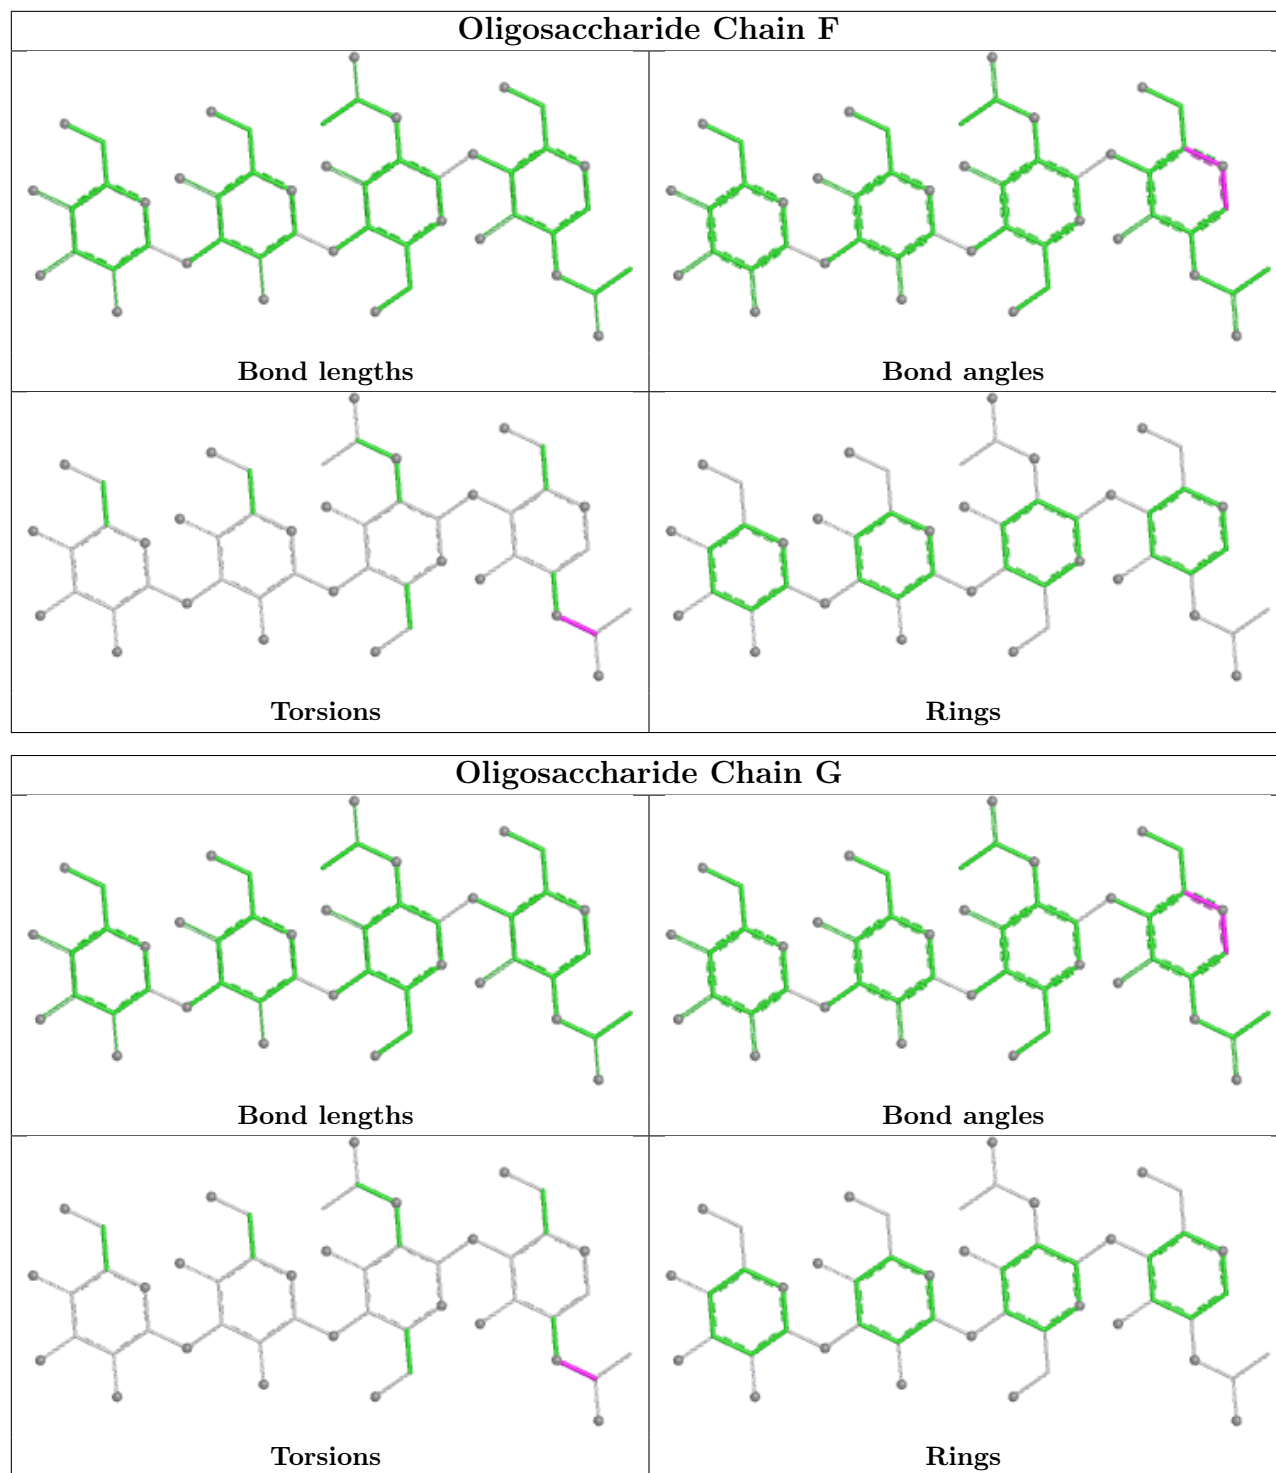 Oligosaccharide Chain F
Bond lengths
Bond angles
Torsions
Rings
Oligosaccharide Chain G
Bond lengths
Bond angles
Torsions
Rings